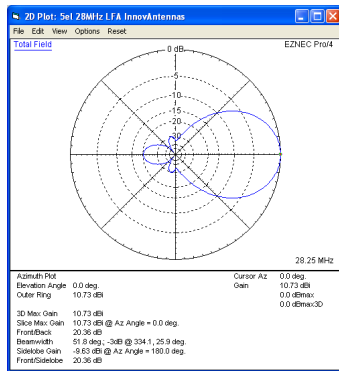 2D Plot: 5el 28MHz LFA InnovAntennas
File Edit View Options Reset
Total Field
EZNEC Pro/4
0 dB
-5
-10
-15
-20
-30
28.25 MHz
Azimuth Plot
Elevation Angle 0.0 deg.
Outer Ring 10.73 dBi
Cursor Az 0.0 deg.
Gain 10.73 dBi
0.0 dBmax
0.0 dBmax3D
3D Max Gain 10.73 dBi
Slice Max Gain 10.73 dBi @ Az Angle = 0.0 deg.
Front/Back 20.36 dB
Beamwidth 51.8 deg.; -3dB @ 334.1, 25.9 deg.
Sidelobe Gain -9.63 dBi @ Az Angle = 180.0 deg.
Front/Sidelobe 20.36 dB